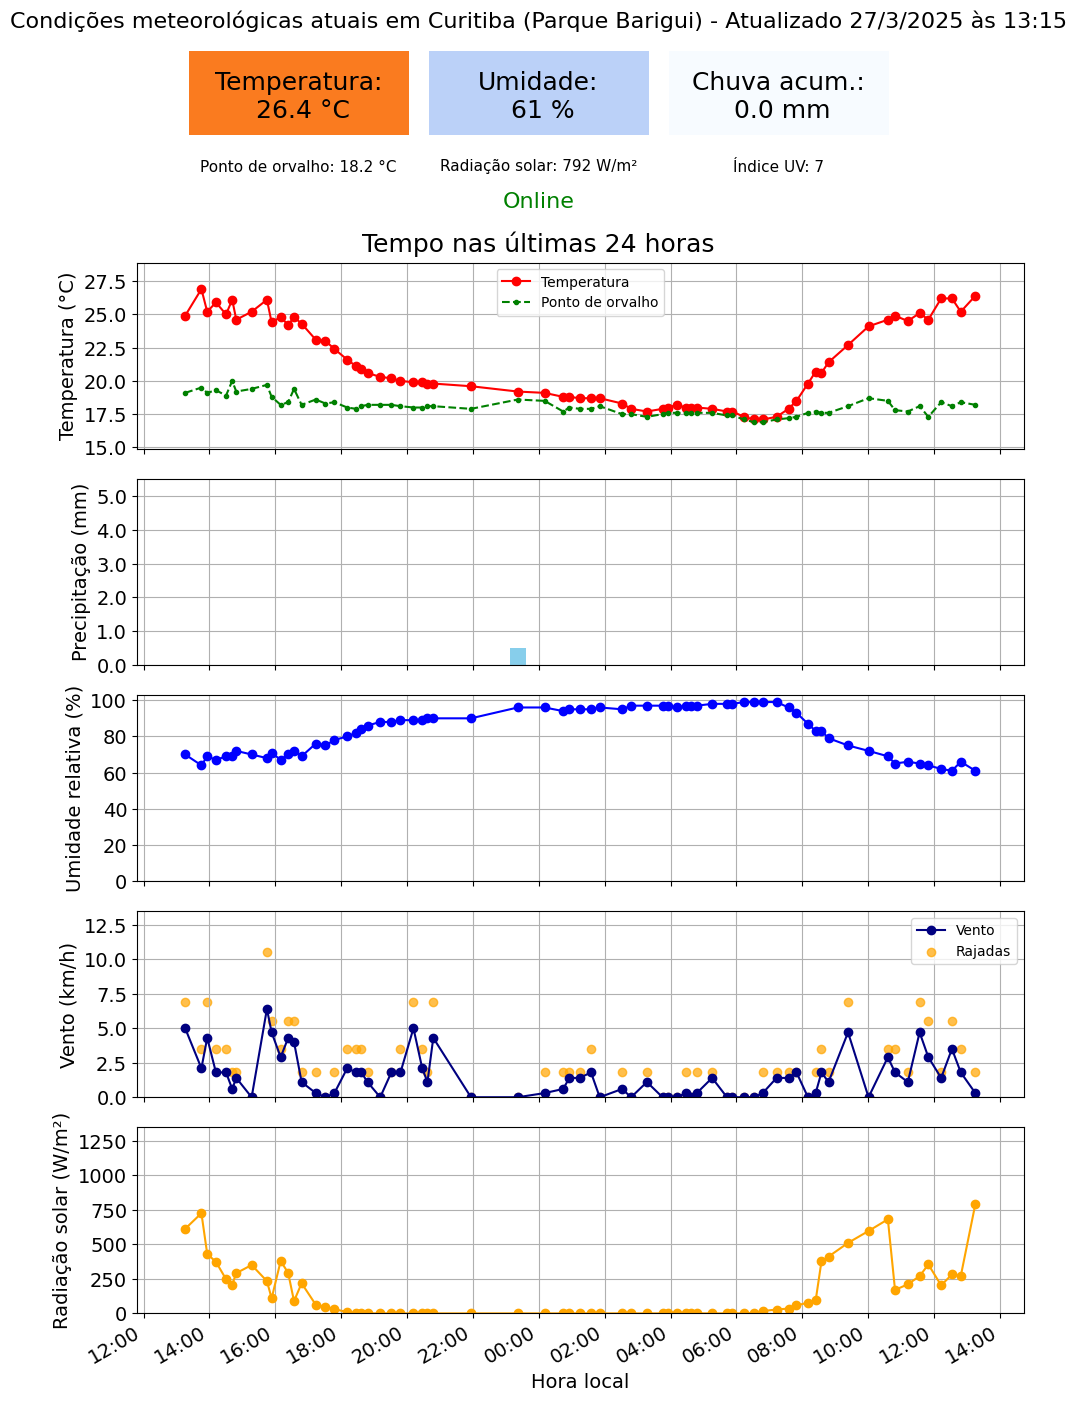 Condições meteorológicas atuais em Curitiba (Parque Barigui) - Atualizado 27/3/2025 às 13:15
Temperatura:
26.4 °C
Umidade:
61 %
Chuva acum.:
0.0 mm
Ponto de orvalho: 18.2 °C
Radiação solar: 792 W/m²
Índice UV: 7
Online
Tempo nas últimas 24 horas
Temperatura (°C)
27.5
25.0
22.5
20.0
17.5
15.0
Temperatura
Ponto de orvalho
Precipitação (mm)
5.0
4.0
3.0
2.0
1.0
0.0
Umidade relativa (%)
100
80
60
40
20
0
Vento (km/h)
12.5
10.0
7.5
5.0
2.5
0.0
Vento
Rajadas
Radiação solar (W/m²)
1250
1000
750
500
250
0
12:00
14:00
16:00
18:00
20:00
22:00
00:00
02:00
04:00
06:00
08:00
10:00
12:00
14:00
Hora local